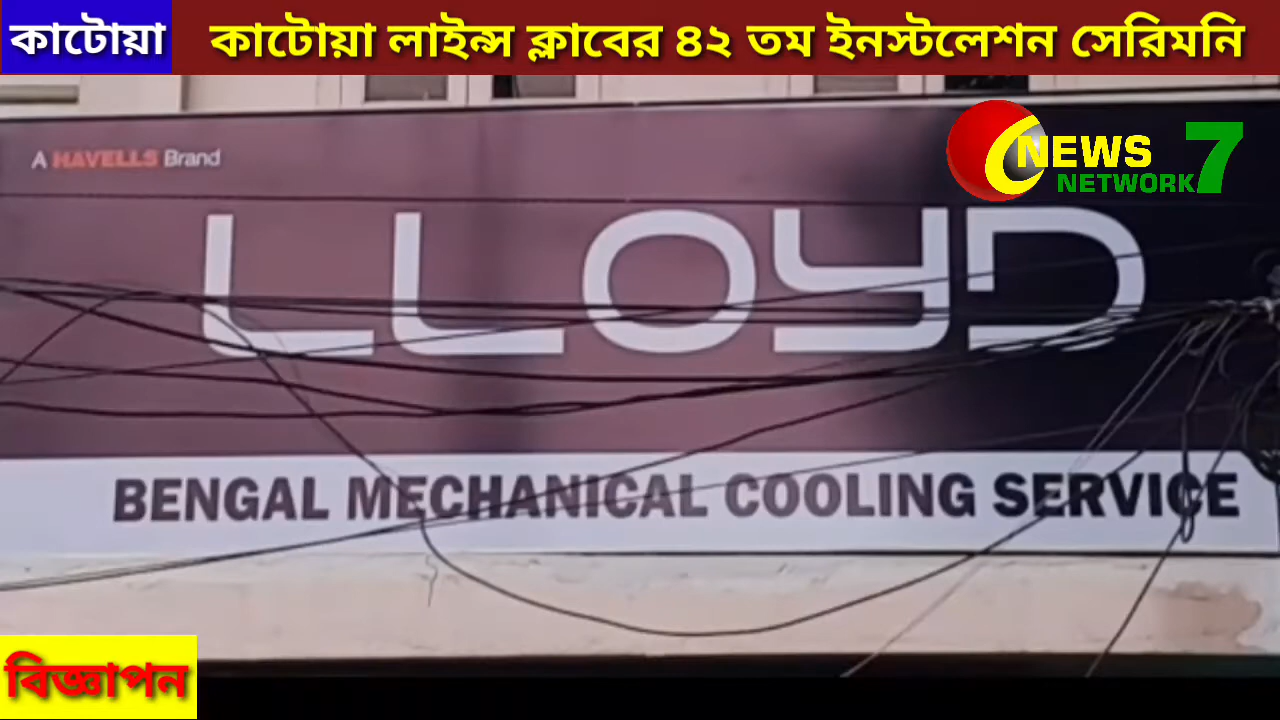 কাটোয়া
কাটোয়া লাইন্স ক্লাবের ৪২ তম ইনস্টলেশন সেরিমনি
NEWS
NETWORK 7
A HAVELLS Brand
LLOYD
BENGAL MECHANICAL COOLING SERVICE
বিজ্ঞাপন